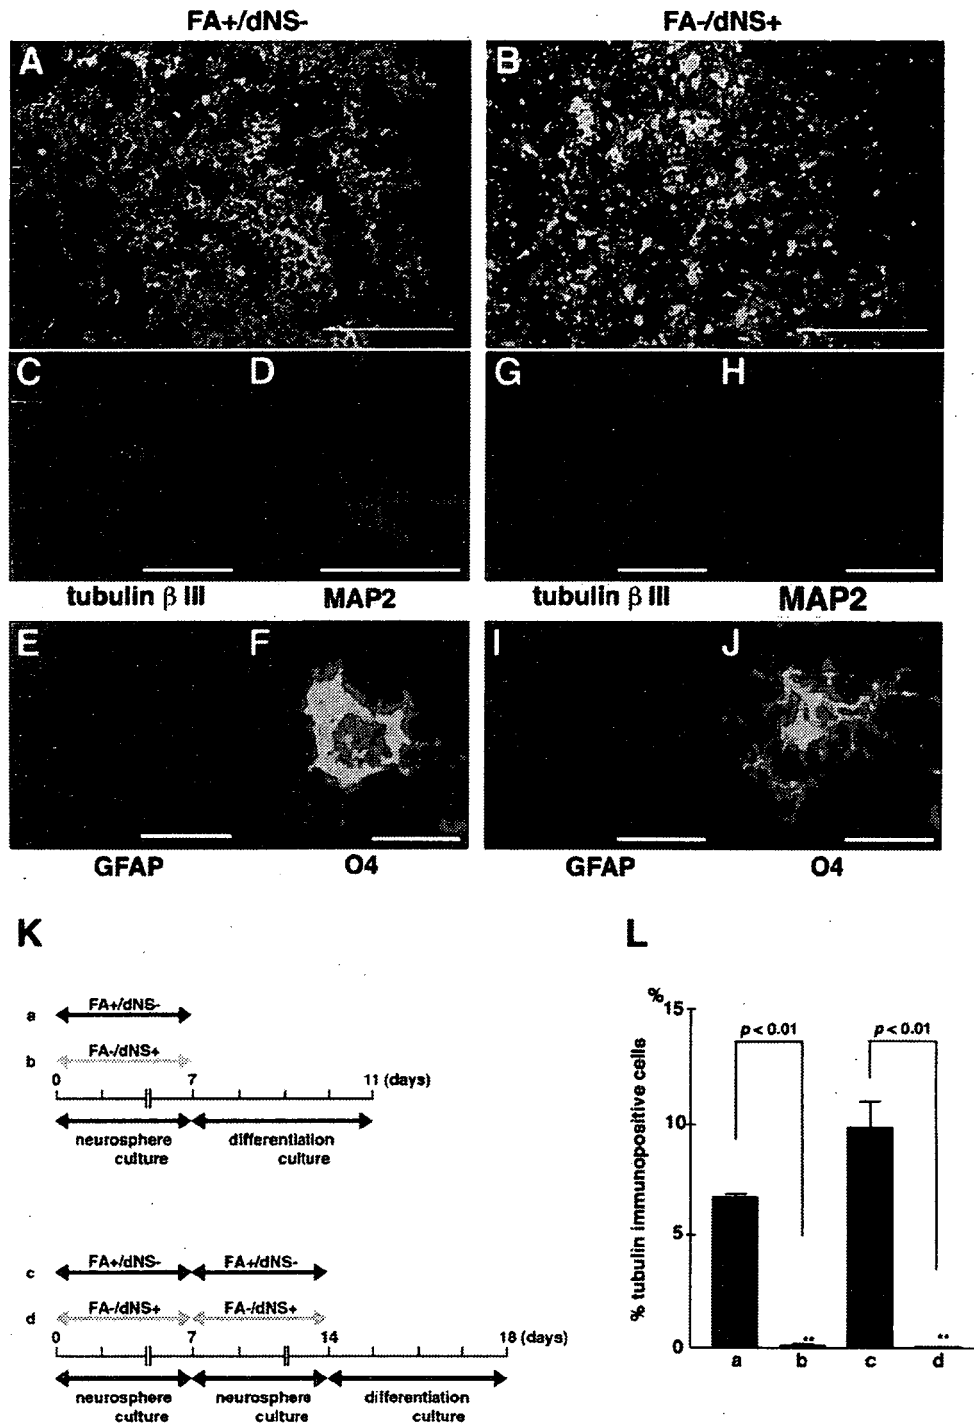 FA+/dNS-
FA-/dNS+
A
B
C
D
G
H
tubulin β III
MAP2
tubulin β III
MAP2
E
F
I
J
GFAP
O4
GFAP
O4
K
a
FA+/dNS-
b
FA-/dNS+
0
7
11 (days)
neurosphere
culture
differentiation
culture
c
FA+/dNS-
FA+/dNS-
d
FA-/dNS+
FA-/dNS+
0
7
14
18 (days)
neurosphere
culture
neurosphere
culture
differentiation
culture
L
%
15
10
5
0
% tubulin immunopositive cells
p < 0.01
p < 0.01
**
**
a
b
c
d